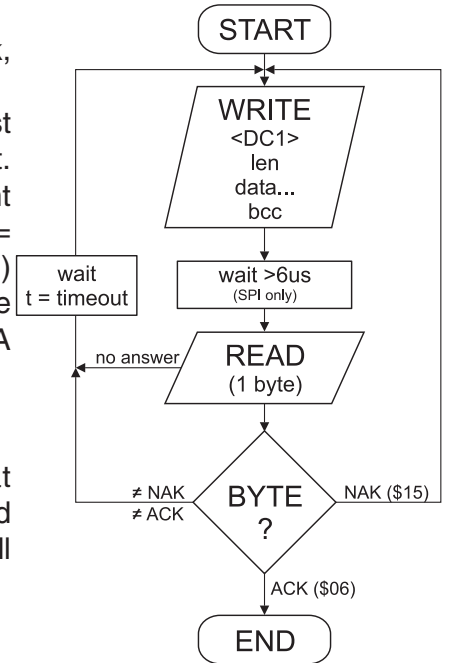 START
WRITE
<DC1>
len
data...
bcc
wait
t = timeout
wait >6us
(SPI only)
no answer
READ
(1 byte)
≠ NAK
≠ ACK
BYTE
?
NAK ($15)
ACK ($06)
END